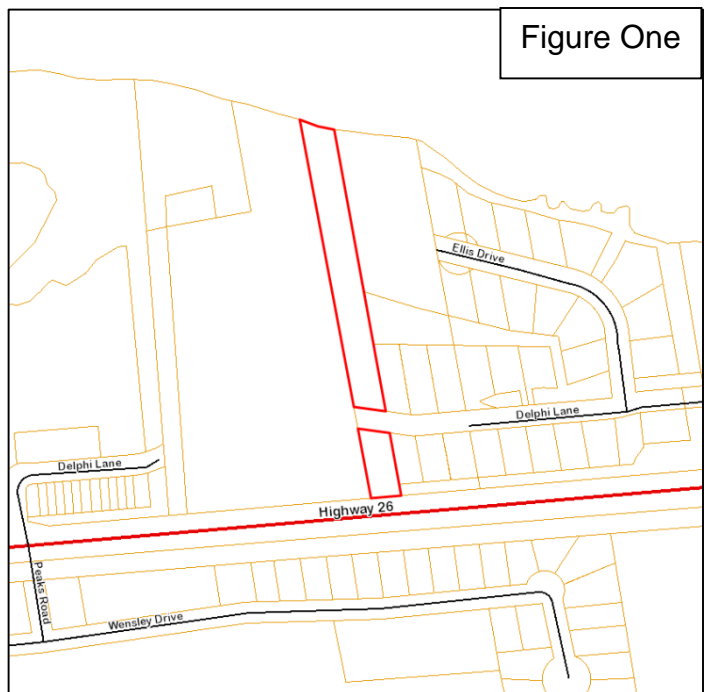 Figure One
Ellis Drive
Delphi Lane
Delphi Lane
Highway 26
Peaks Road
Wensley Drive